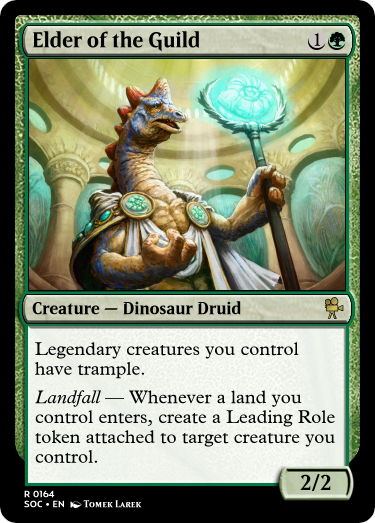 Elder of the Guild 1
Creature — Dinosaur Druid
Legendary creatures you control
have trample.
Landfall — Whenever a land you
control enters, create a Leading Role
token attached to target creature you
control.
2/2
R 0164
SOC • EN Tomek Larek